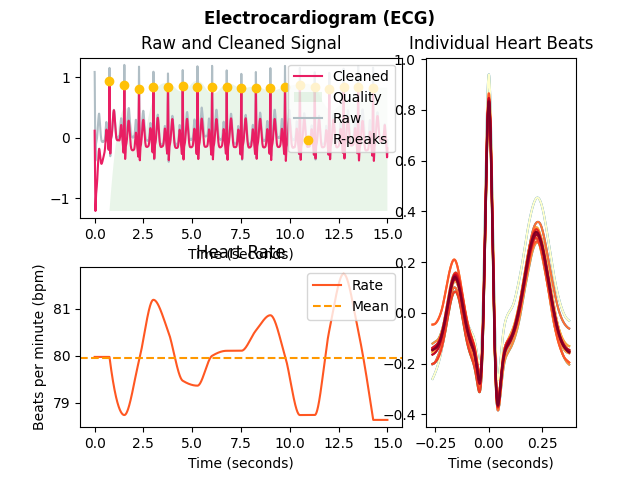 Electrocardiogram (ECG)
Raw and Cleaned Signal
1
0
−1
0.0 2.5 5.0 7.5 10.0 12.5 15.0
Time (seconds)
Cleaned
Quality
Raw
R-peaks
Heart Rate
Beats per minute (bpm)
81
80
79
0.0 2.5 5.0 7.5 10.0 12.5 15.0
Time (seconds)
Rate
Mean
Individual Heart Beats
1.0
0.8
0.6
0.4
0.2
0.0
−0.2
−0.4
−0.25 0.00 0.25
Time (seconds)